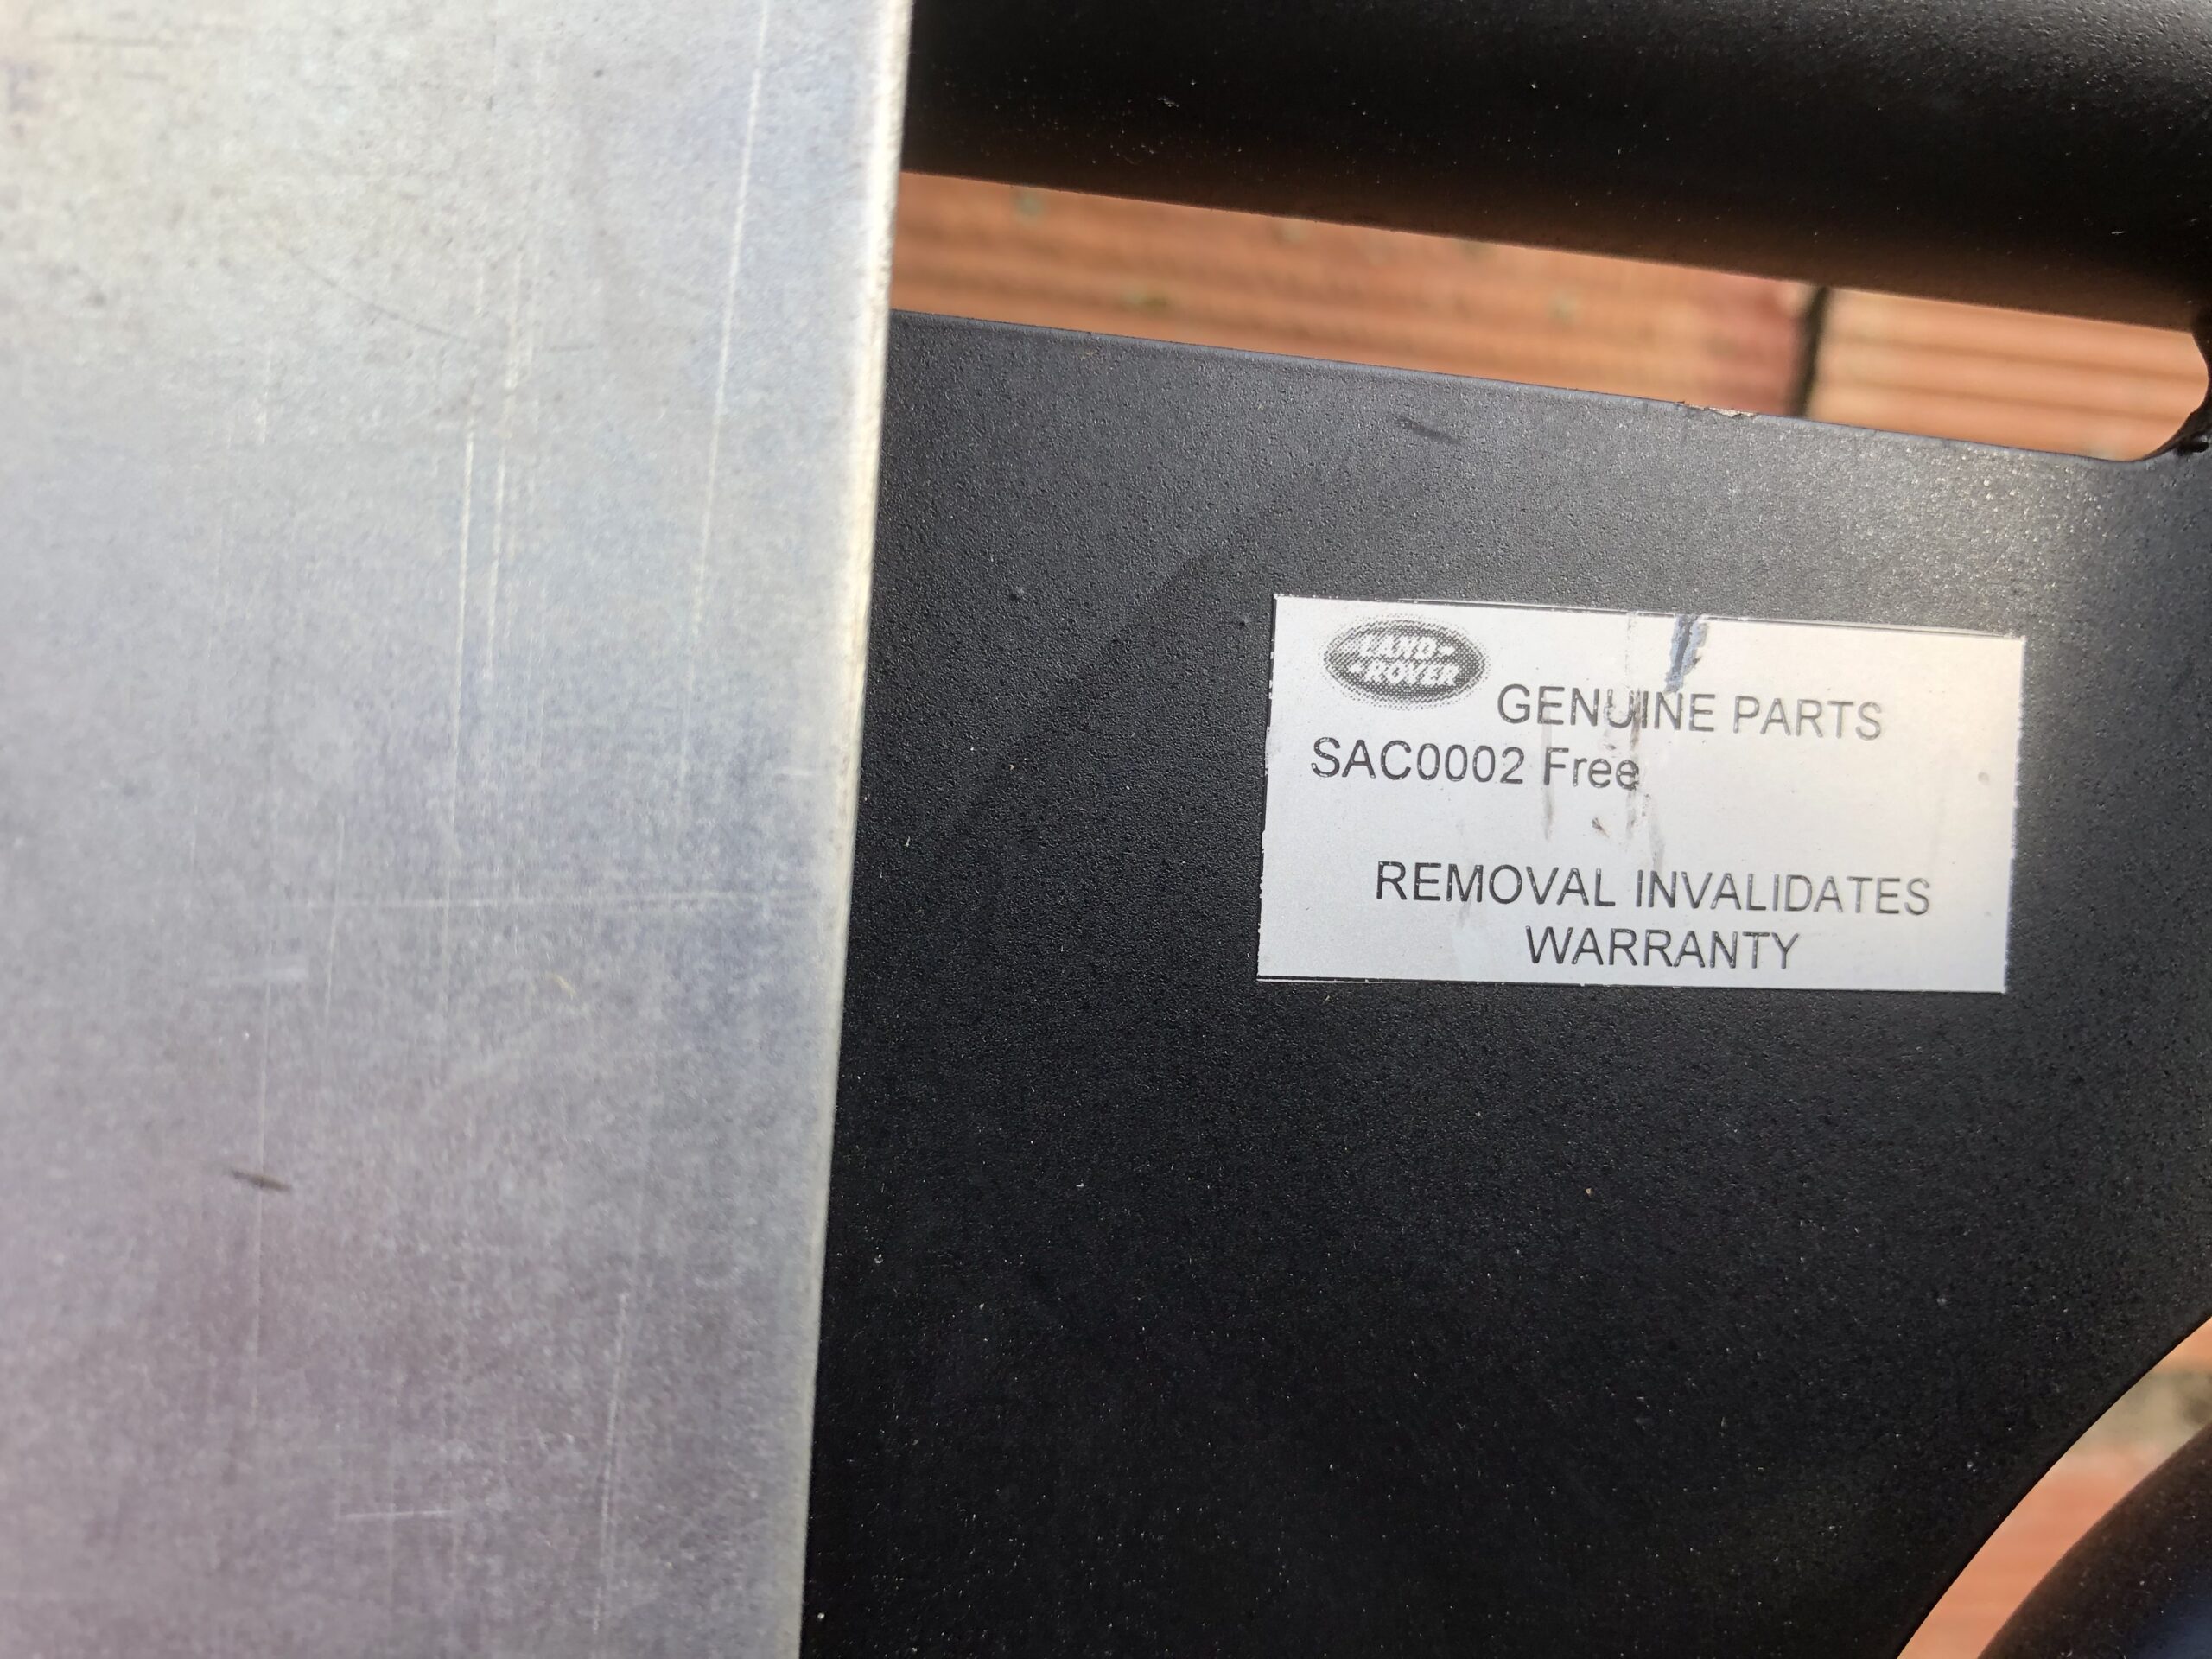 LAND-
-ROVER
GENUINE PARTS
SAC0002 Free
REMOVAL INVALIDATES
WARRANTY